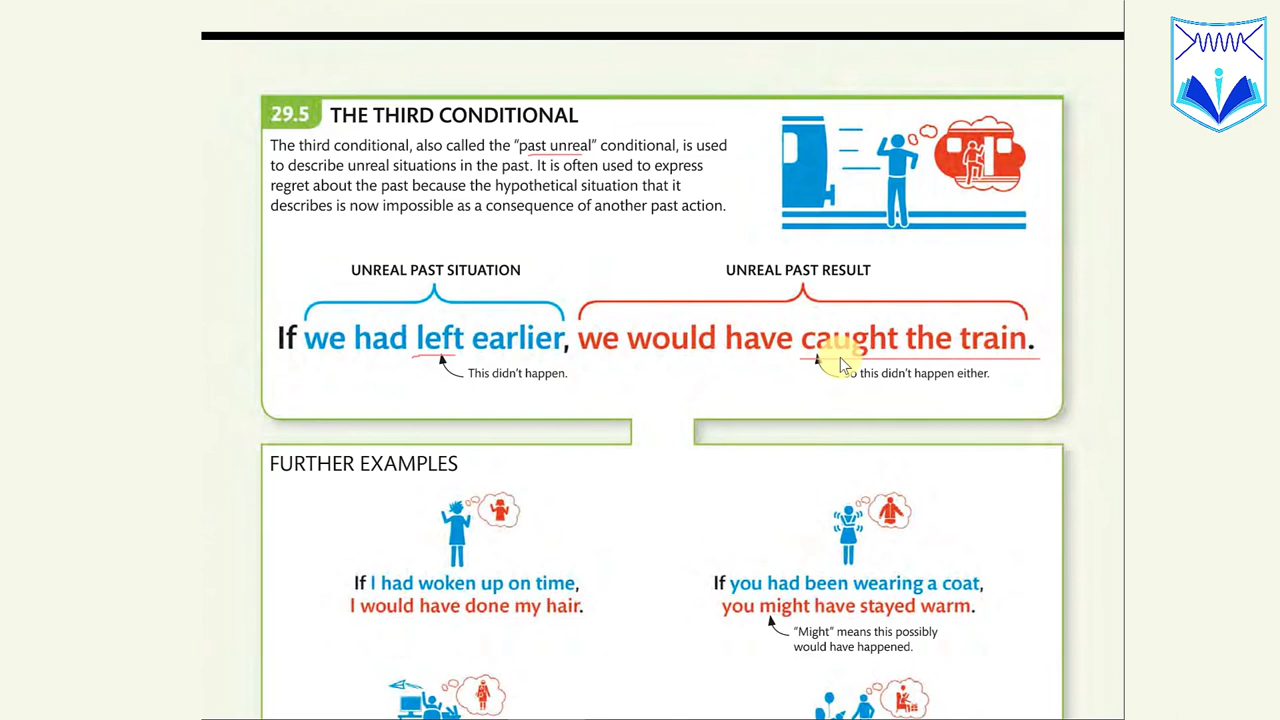 29.5 THE THIRD CONDITIONAL
The third conditional, also called the “past unreal” conditional, is used
to describe unreal situations in the past. It is often used to express
regret about the past because the hypothetical situation that it
describes is now impossible as a consequence of another past action.
UNREAL PAST SITUATION
UNREAL PAST RESULT
If we had left earlier, we would have caught the train.
This didn’t happen.
So this didn’t happen either.
FURTHER EXAMPLES
If I had woken up on time,
I would have done my hair.
If you had been wearing a coat,
you might have stayed warm.
“Might” means this possibly
would have happened.